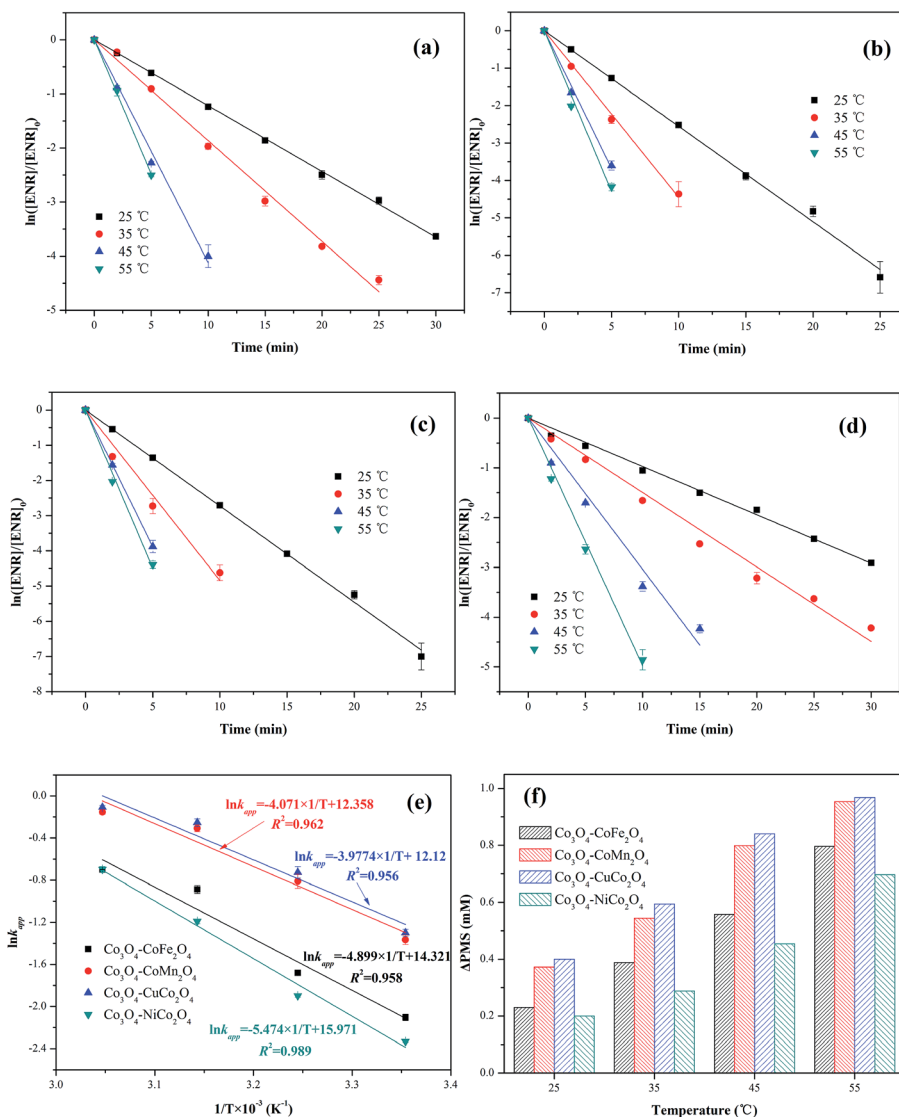 (a)
0
-1
-2
-3
-4
-5
ln([ENR]/[ENR]0)
25 ℃
35 ℃
45 ℃
55 ℃
0 5 10 15 20 25 30
Time (min)
(b)
0
-1
-2
-3
-4
-5
-6
-7
ln([ENR]/[ENR]0)
25 ℃
35 ℃
45 ℃
55 ℃
0 5 10 15 20 25
Time (min)
(c)
0
-1
-2
-3
-4
-5
-6
-7
-8
ln([ENR]/[ENR]0)
25 ℃
35 ℃
45 ℃
55 ℃
0 5 10 15 20 25
Time (min)
(d)
0
-1
-2
-3
-4
-5
ln([ENR]/[ENR]0)
25 ℃
35 ℃
45 ℃
55 ℃
0 5 10 15 20 25 30
Time (min)
(e)
0.0
-0.4
-0.8
-1.2
-1.6
-2.0
-2.4
lnkapp
lnkapp=-4.071×1/T+12.358
R2=0.962
lnkapp=-3.9774×1/T+ 12.12
R2=0.956
lnkapp=-4.899×1/T+14.321
R2=0.958
lnkapp=-5.474×1/T+15.971
R2=0.989
Co3O4-CoFe2O4
Co3O4-CoMn2O4
Co3O4-CuCo2O4
Co3O4-NiCo2O4
3.0 3.1 3.2 3.3 3.4
1/T×10-3 (K-1)
(f)
1.0
0.8
0.6
0.4
0.2
0.0
ΔPMS (mM)
Co3O4-CoFe2O4
Co3O4-CoMn2O4
Co3O4-CuCo2O4
Co3O4-NiCo2O4
25 35 45 55
Temperature (℃)